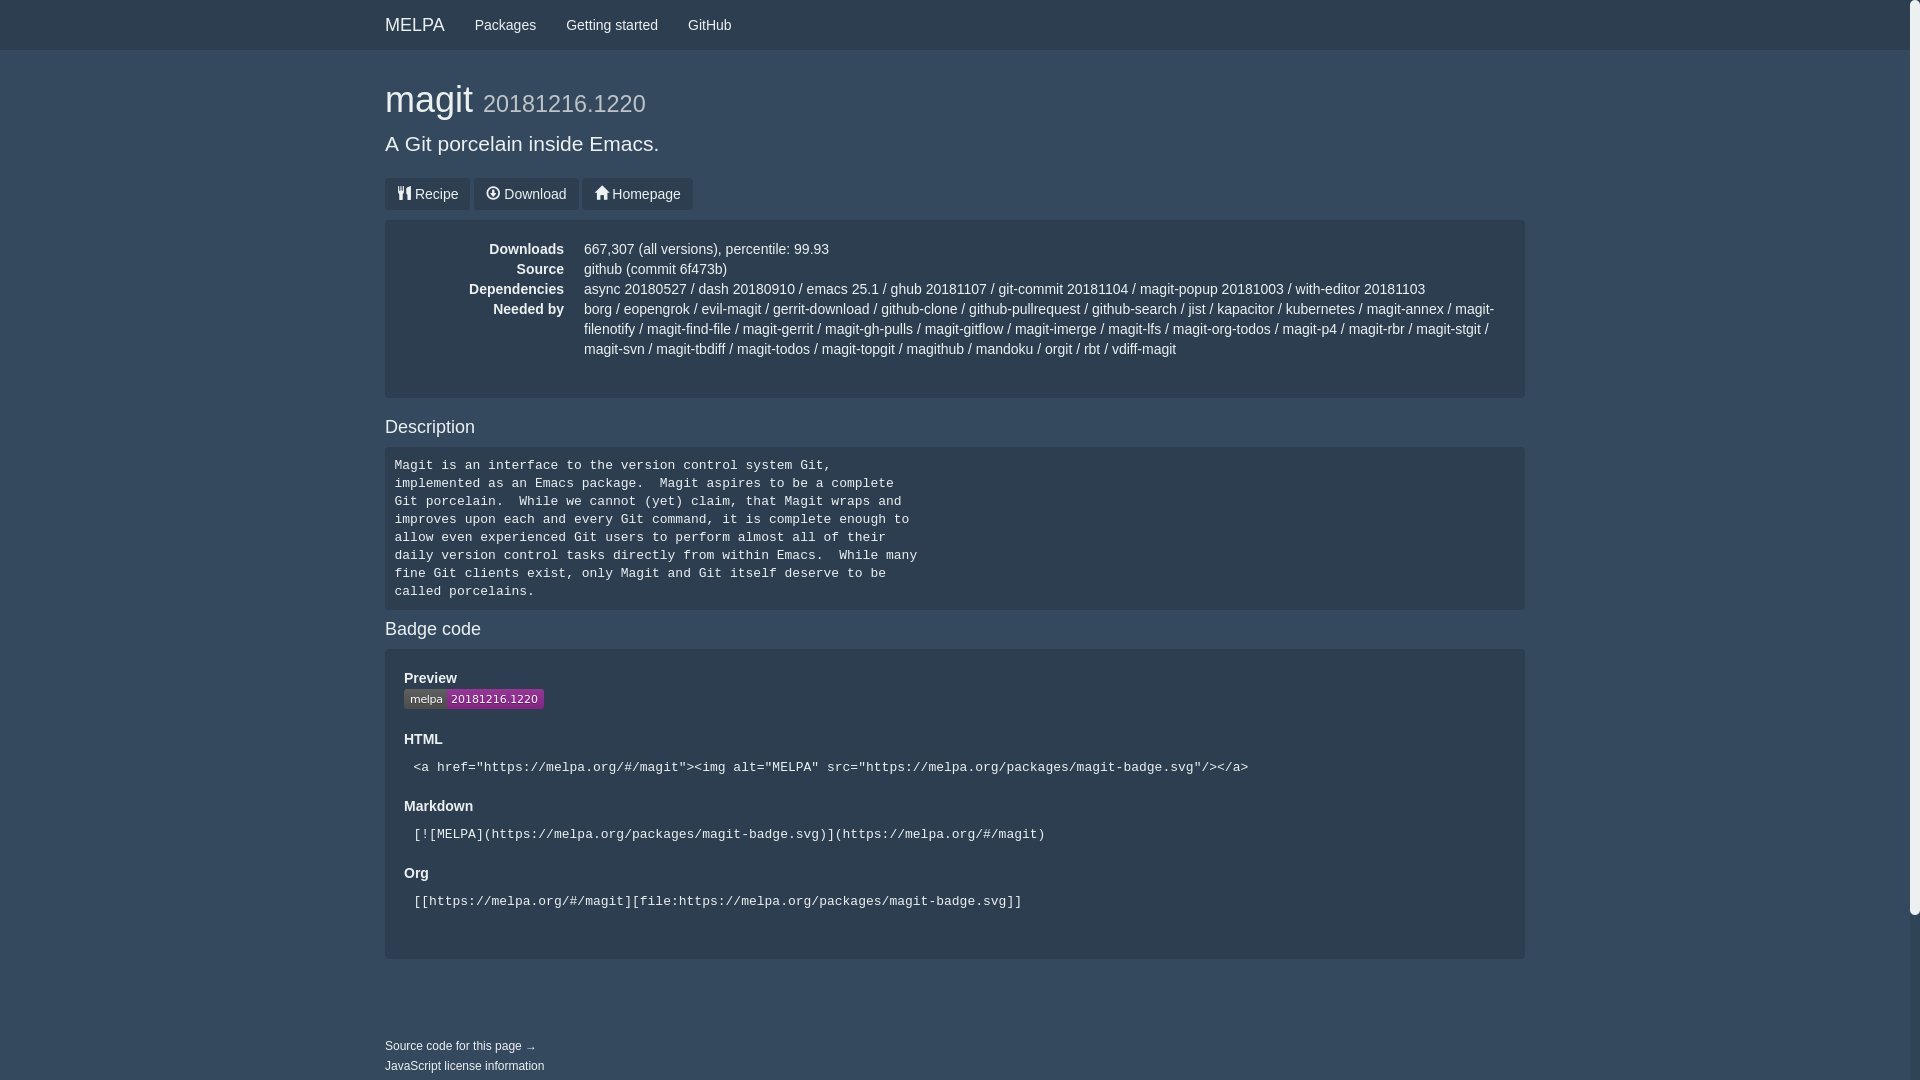 MELPA Packages Getting started GitHub
magit 20181216.1220
A Git porcelain inside Emacs.
Recipe Download Homepage
Downloads 667,307 (all versions), percentile: 99.93
Source github (commit 6f473b)
Dependencies async 20180527 / dash 20180910 / emacs 25.1 / ghub 20181107 / git-commit 20181104 / magit-popup 20181003 / with-editor 20181103
Needed by borg / eopengrok / evil-magit / gerrit-download / github-clone / github-pullrequest / github-search / jist / kapacitor / kubernetes / magit-annex / magit-
filenotify / magit-find-file / magit-gerrit / magit-gh-pulls / magit-gitflow / magit-imerge / magit-lfs / magit-org-todos / magit-p4 / magit-rbr / magit-stgit /
magit-svn / magit-tbdiff / magit-todos / magit-topgit / magithub / mandoku / orgit / rbt / vdiff-magit
Description
Magit is an interface to the version control system Git,
implemented as an Emacs package.  Magit aspires to be a complete
Git porcelain.  While we cannot (yet) claim, that Magit wraps and
improves upon each and every Git command, it is complete enough to
allow even experienced Git users to perform almost all of their
daily version control tasks directly from within Emacs.  While many
fine Git clients exist, only Magit and Git itself deserve to be
called porcelains.
Badge code
Preview
melpa 20181216.1220
HTML
<a href="https://melpa.org/#/magit"><img alt="MELPA" src="https://melpa.org/packages/magit-badge.svg"/></a>
Markdown
[![MELPA](https://melpa.org/packages/magit-badge.svg)](https://melpa.org/#/magit)
Org
[[https://melpa.org/#/magit][file:https://melpa.org/packages/magit-badge.svg]]
Source code for this page →
JavaScript license information